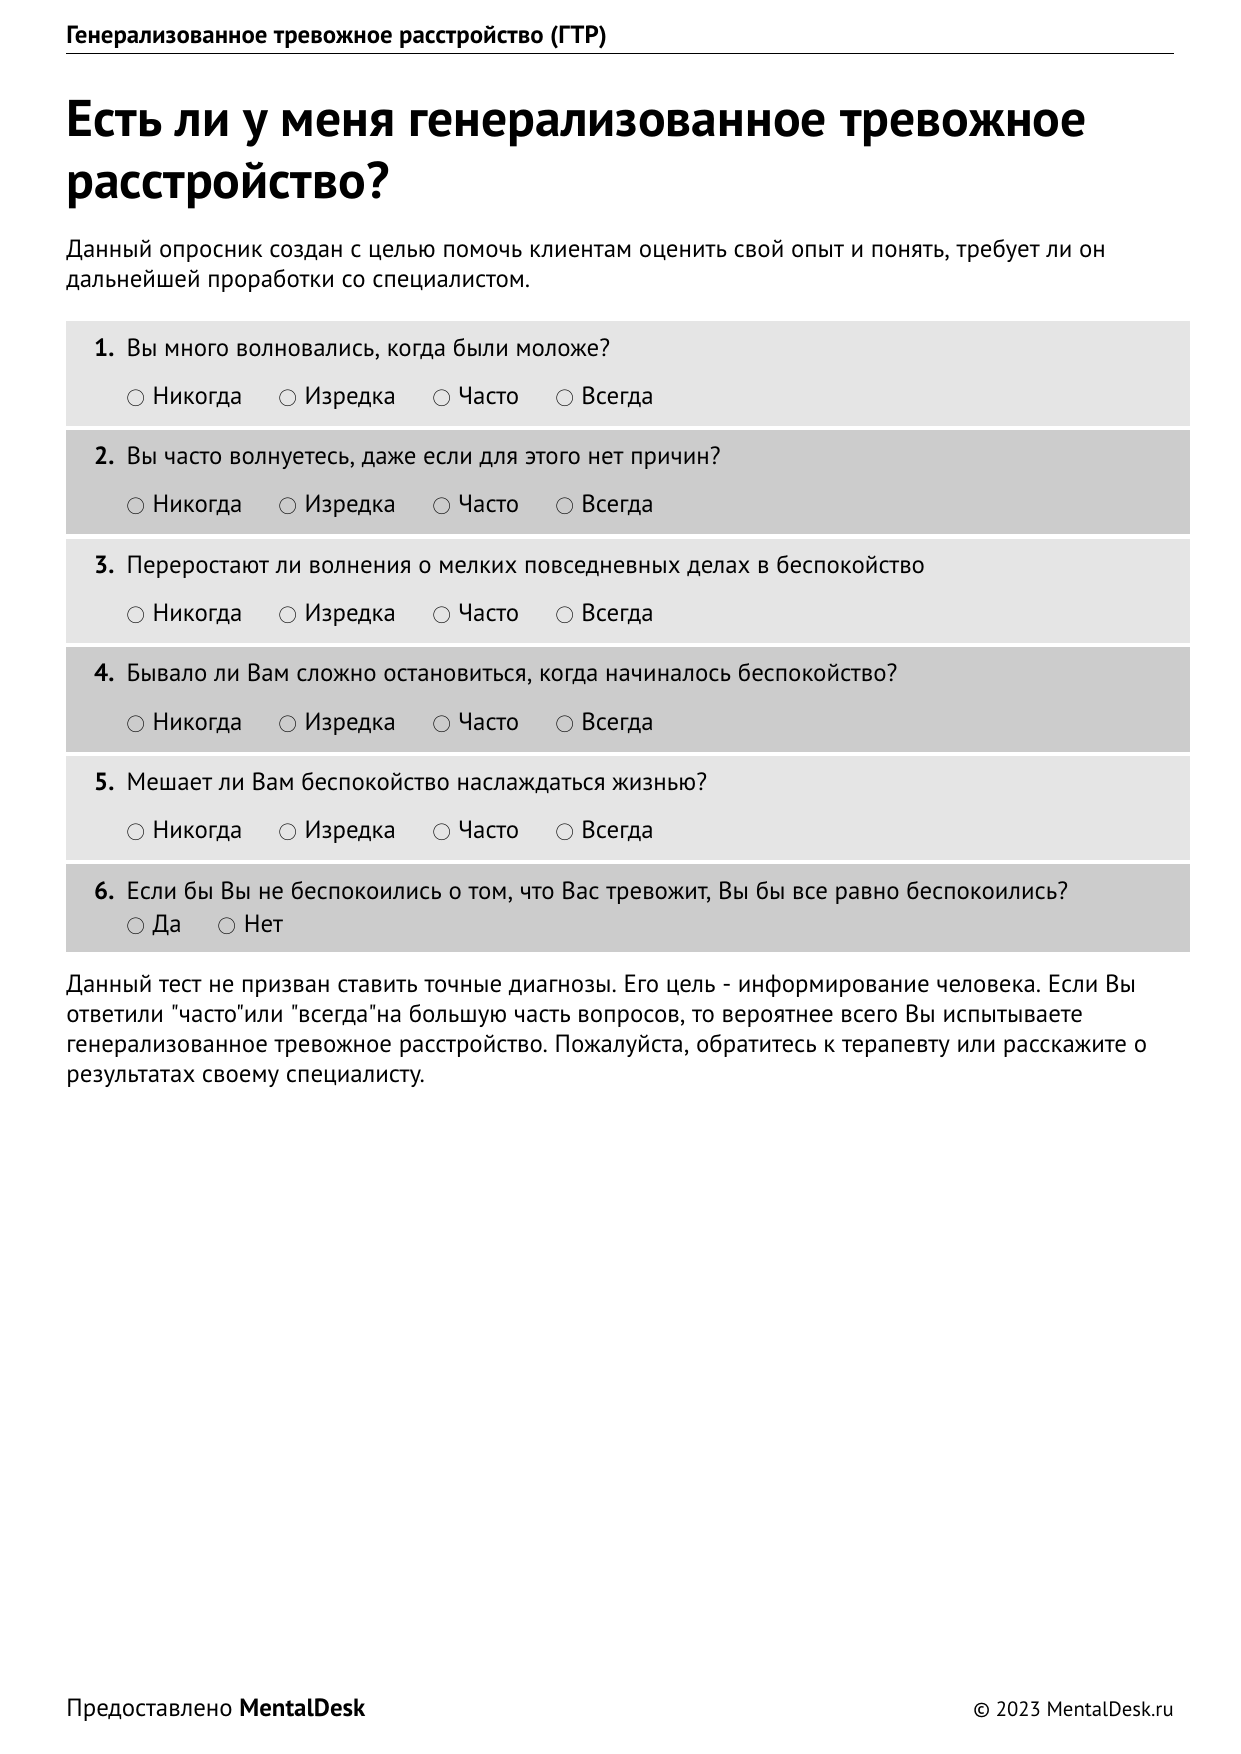 Генерализованное тревожное расстройство (ГТР)
Есть ли у меня генерализованное тревожное
расстройство?
Данный опросник создан с целью помочь клиентам оценить свой опыт и понять, требует ли он
дальнейшей проработки со специалистом.
1. Вы много волновались, когда были моложе?
Никогда Изредка Часто Всегда
2. Вы часто волнуетесь, даже если для этого нет причин?
Никогда Изредка Часто Всегда
3. Переростают ли волнения о мелких повседневных делах в беспокойство
Никогда Изредка Часто Всегда
4. Бывало ли Вам сложно остановиться, когда начиналось беспокойство?
Никогда Изредка Часто Всегда
5. Мешает ли Вам беспокойство наслаждаться жизнью?
Никогда Изредка Часто Всегда
6. Если бы Вы не беспокоились о том, что Вас тревожит, Вы бы все равно беспокоились?
Да Нет
Данный тест не призван ставить точные диагнозы. Его цель - информирование человека. Если Вы
ответили "часто"или "всегда"на большую часть вопросов, то вероятнее всего Вы испытываете
генерализованное тревожное расстройство. Пожалуйста, обратитесь к терапевту или расскажите о
результатах своему специалисту.
Предоставлено MentalDesk
© 2023 MentalDesk.ru